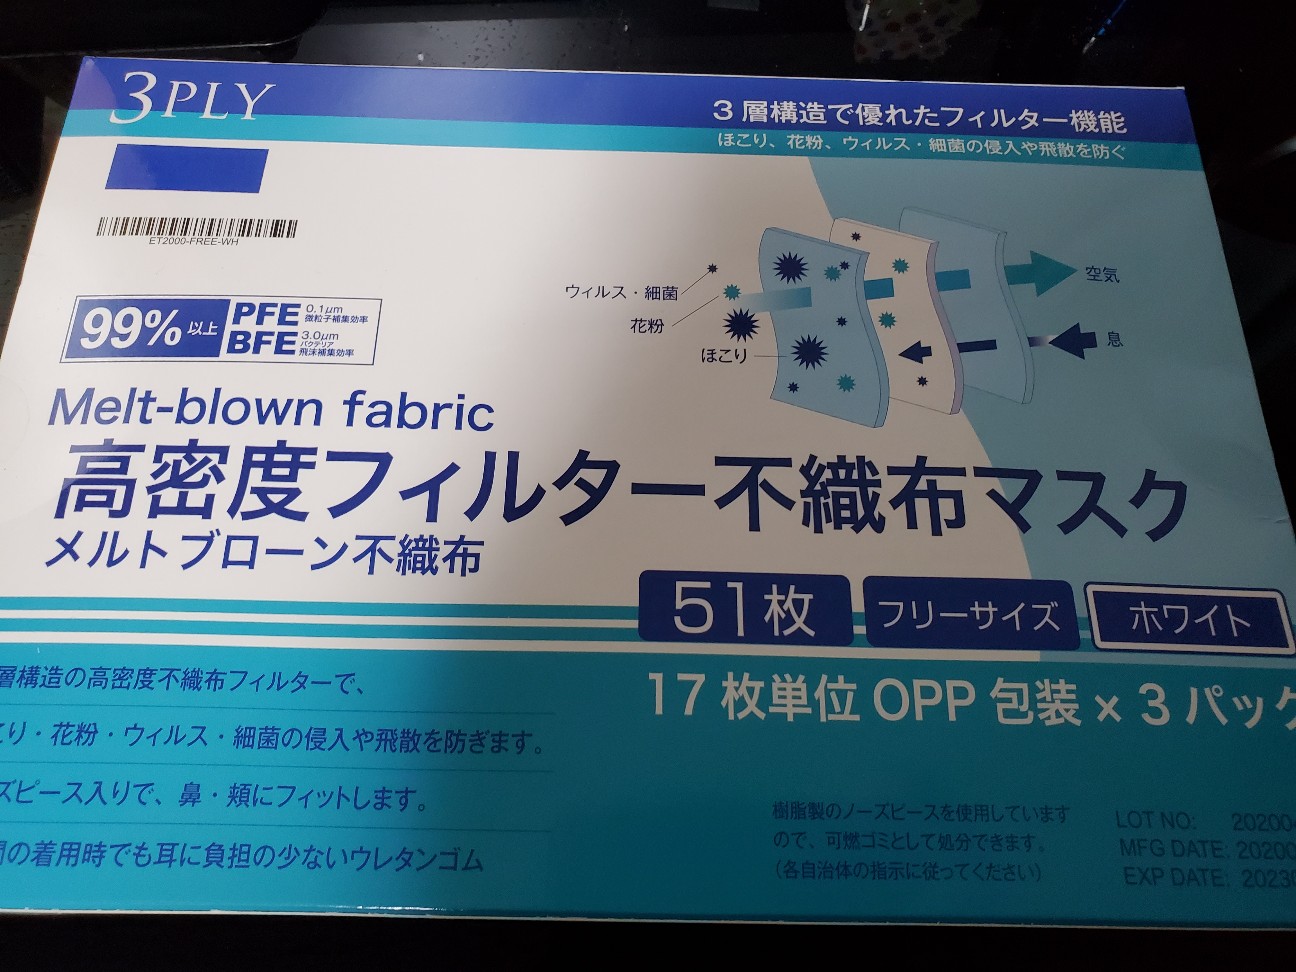 3PLY
3層構造で優れたフィルター機能
ほこり、花粉、ウィルス・細菌の侵入や飛散を防ぐ
ET2000-FREE-WH
ウィルス・細菌
花粉
ほこり
空気
息
99%以上
PFE 0.1μm 微粒子補集効率
BFE 3.0μm バクテリア飛沫補集効率
Melt-blown fabric
高密度フィルター不織布マスク
メルトブローン不織布
51枚 フリーサイズ ホワイト
17枚単位OPP包装×3パック
層構造の高密度不織布フィルターで、
こり・花粉・ウィルス・細菌の侵入や飛散を防ぎます。
ズピース入りで、鼻・頬にフィットします。
間の着用時でも耳に負担の少ないウレタンゴム
樹脂製のノーズピースを使用しています
ので、可燃ゴミとして処分できます。
（各自治体の指示に従ってください）
LOT NO: 202004
MFG DATE: 20200
EXP DATE: 20230